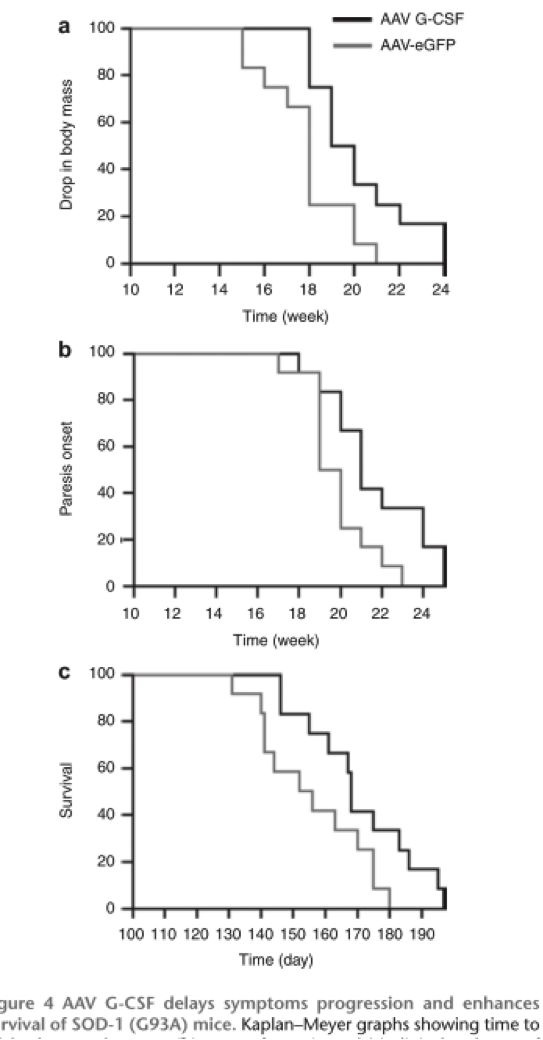 a
AAV G-CSF
AAV-eGFP
100
80
60
40
20
0
Drop in body mass
10 12 14 16 18 20 22 24
Time (week)
b
100
80
60
40
20
0
Paresis onset
10 12 14 16 18 20 22 24
Time (week)
c
100
80
60
40
20
0
Survival
100 110 120 130 140 150 160 170 180 190
Time (day)
gure 4 AAV G-CSF delays symptoms progression and enhances
rvival of SOD-1 (G93A) mice. Kaplan–Meyer graphs showing time to